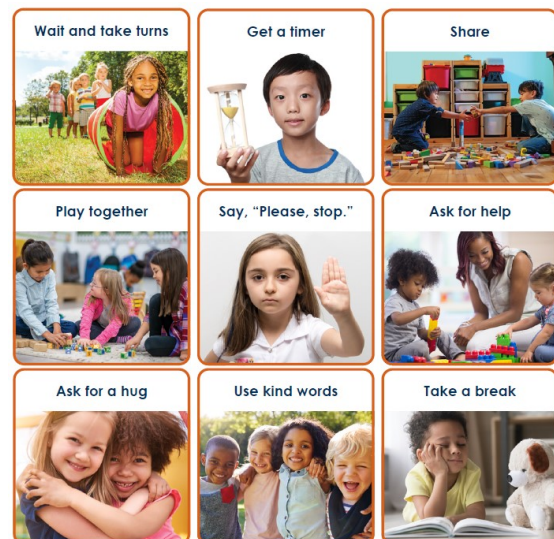 Wait and take turns
Get a timer
Share
Play together
Say, “Please, stop.”
Ask for help
Ask for a hug
Use kind words
Take a break